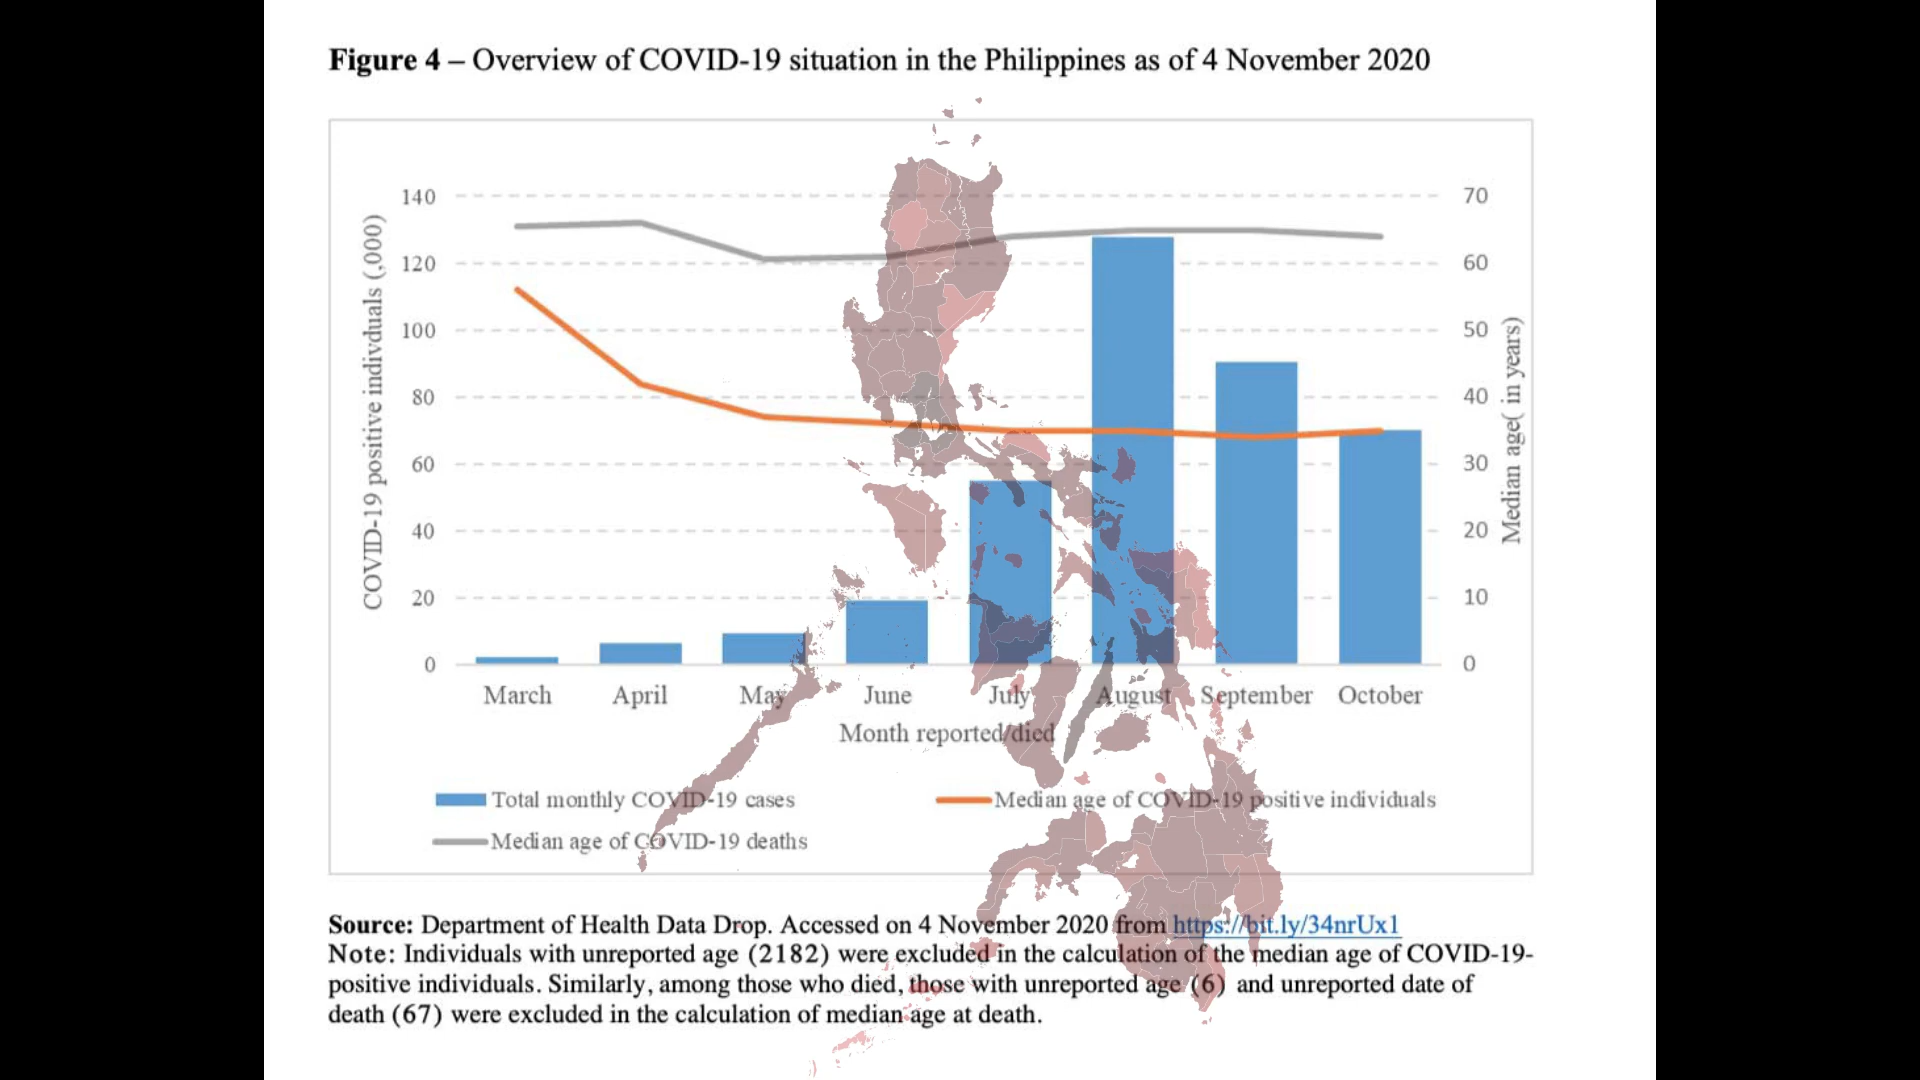 Figure 4 – Overview of COVID-19 situation in the Philippines as of 4 November 2020
COVID-19 positive indivduals (,000)
140
120
100
80
60
40
20
0
70
60
50
40
30
20
10
0
Median age( in years)
March April May June July August September October
Month reported/died
Total monthly COVID-19 cases
Median age of COVID-19 positive individuals
Median age of COVID-19 deaths
Source: Department of Health Data Drop. Accessed on 4 November 2020 from https://bit.ly/34nrUx1
Note: Individuals with unreported age (2182) were excluded in the calculation of the median age of COVID-19-
positive individuals. Similarly, among those who died, those with unreported age (6) and unreported date of
death (67) were excluded in the calculation of median age at death.